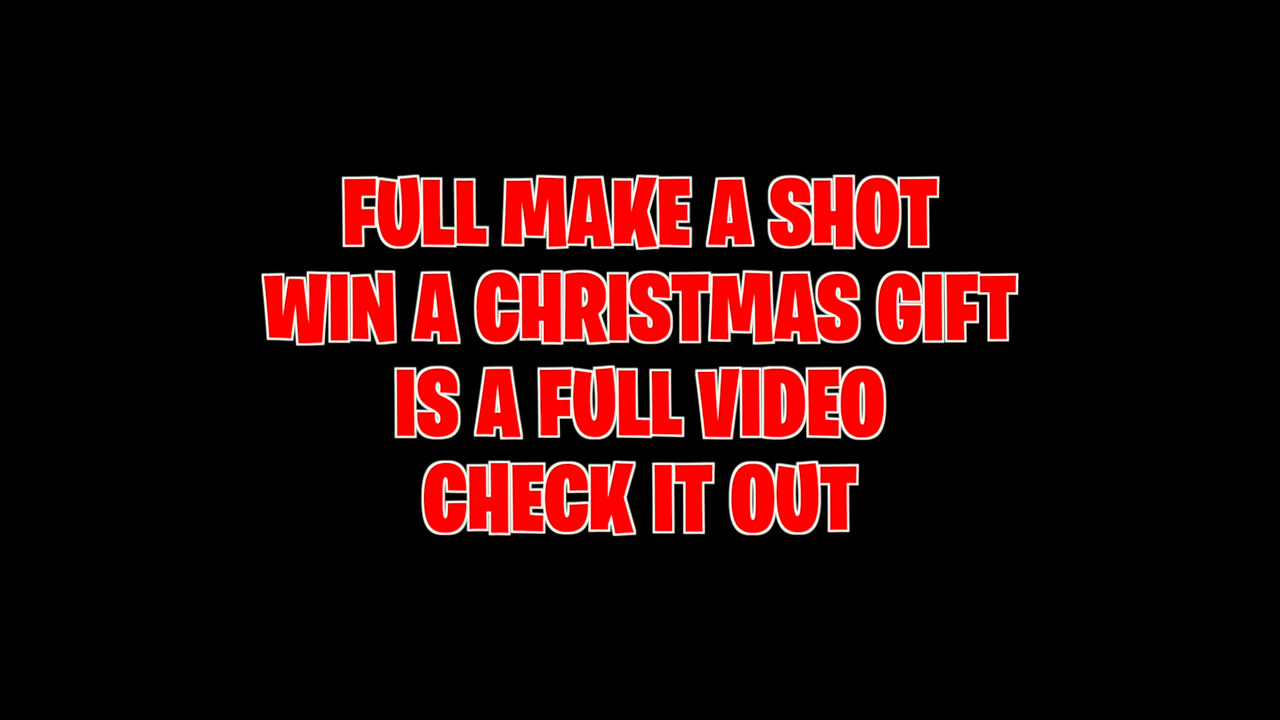 FULL MAKE A SHOT
WIN A CHRISTMAS GIFT
IS A FULL VIDEO
CHECK IT OUT